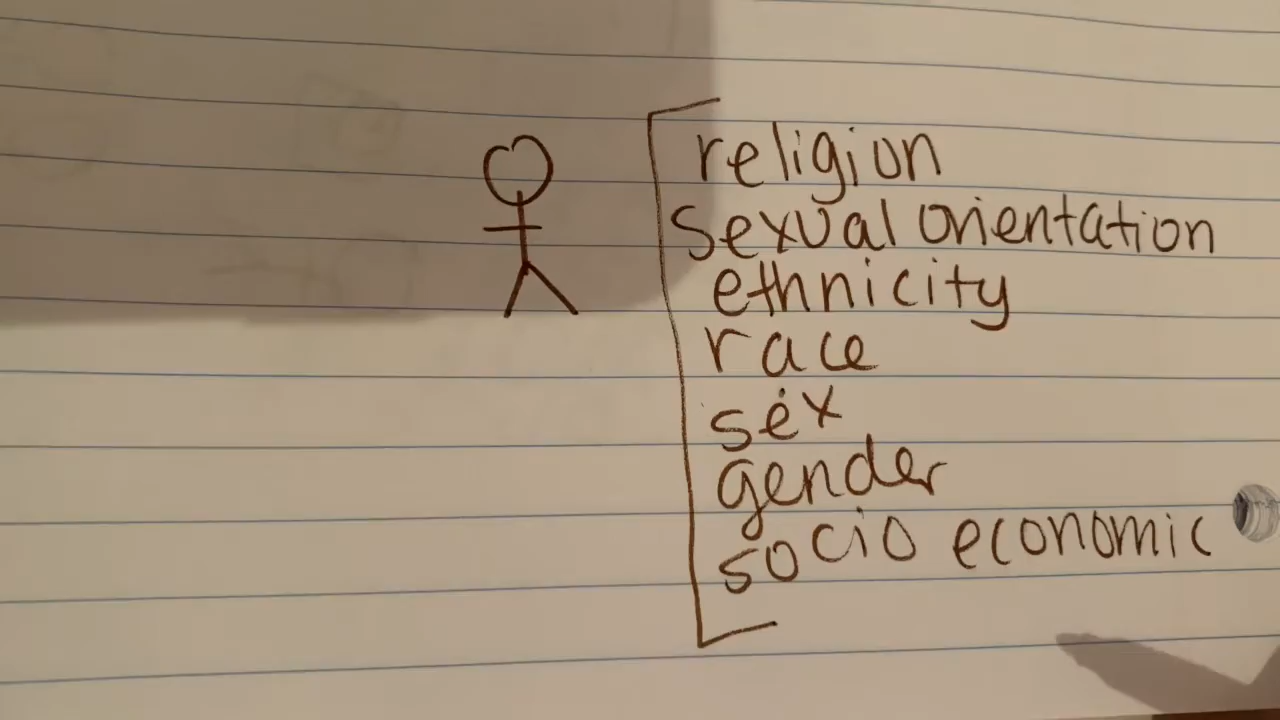 religion
sexual orientation
ethnicity
race
sex
gender
socio economic